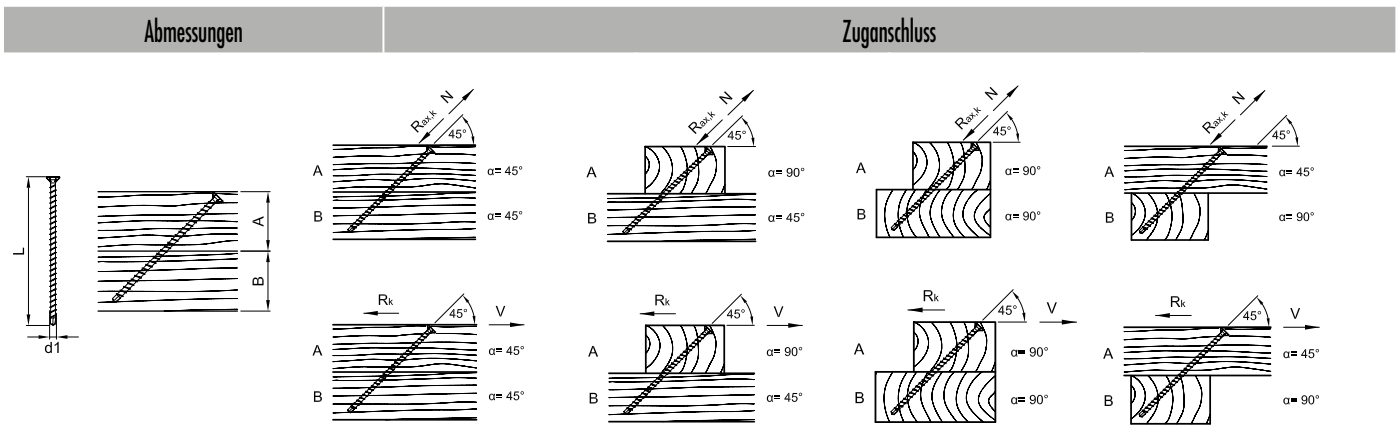 Abmessungen
Zuganschluss
L
d1
A
B
Rax,k N
45°
A α= 45°
B α= 45°
Rax,k N
45°
A α= 90°
B α= 45°
Rax,k N
45°
A α= 90°
B α= 90°
Rax,k N
45°
A α= 45°
B α= 90°
Rk V
45°
A α= 45°
B α= 45°
Rk V
45°
A α= 90°
B α= 45°
Rk V
45°
A α= 90°
B α= 90°
Rk V
45°
A α= 45°
B α= 90°